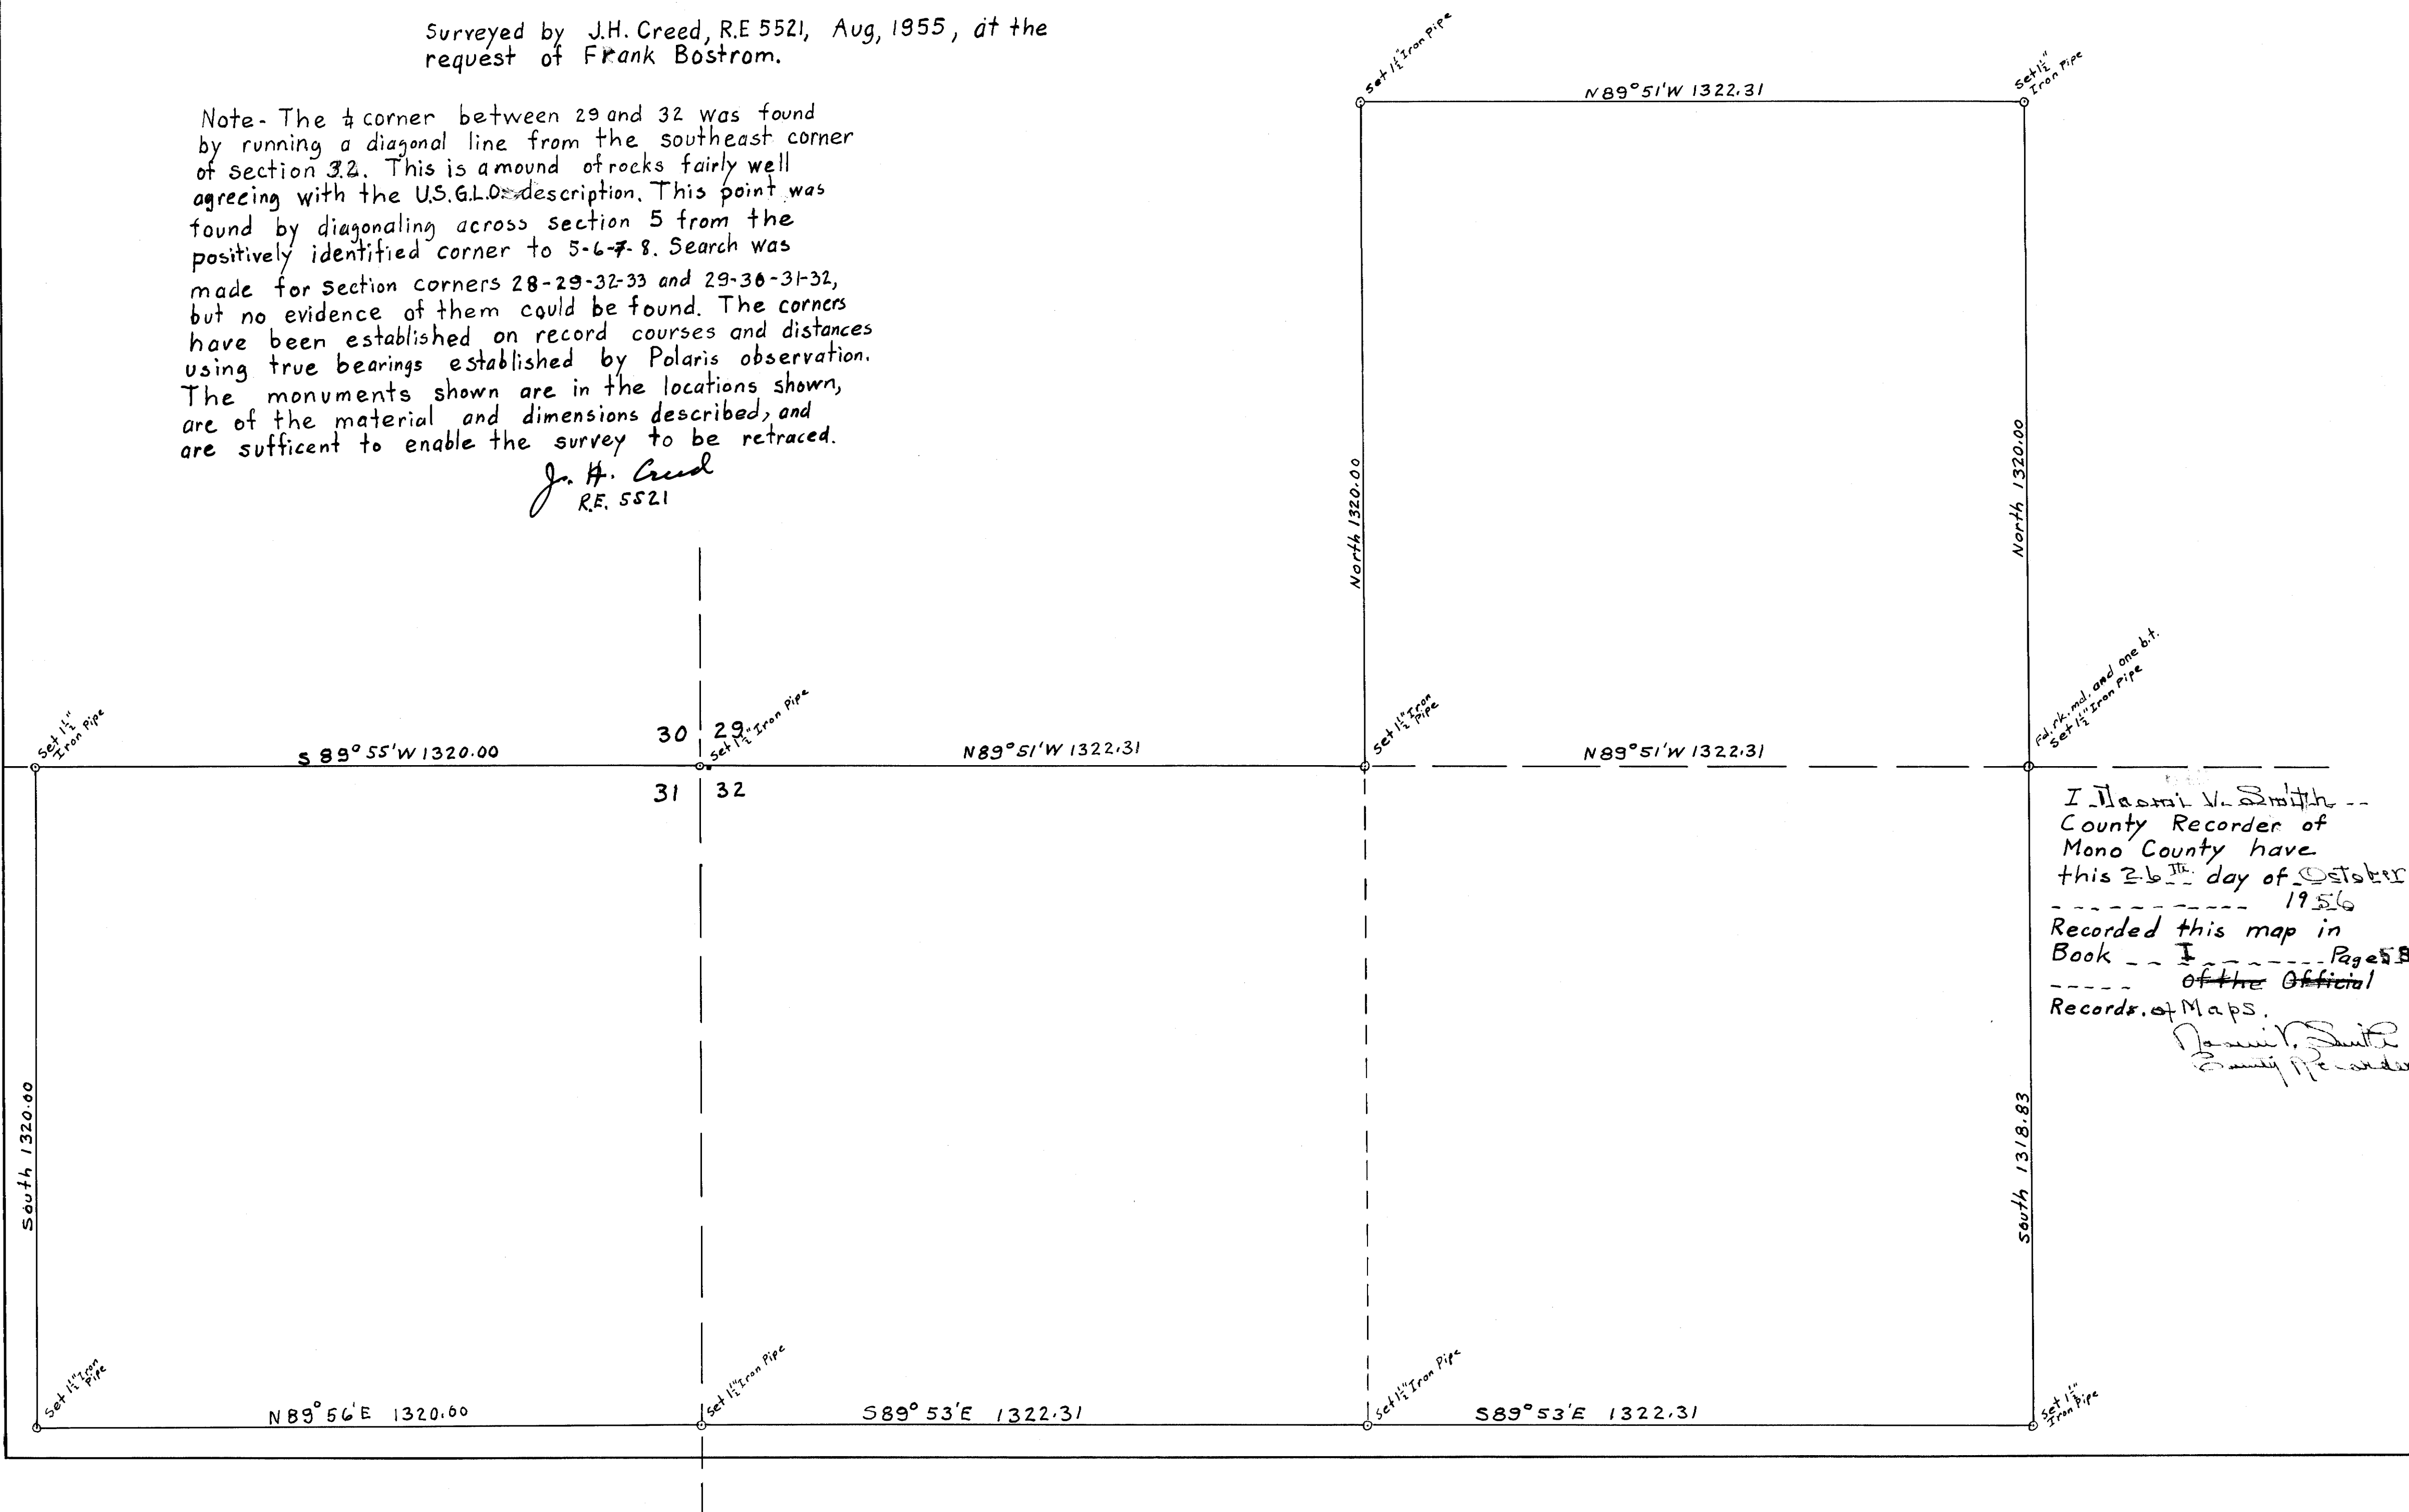 Surveyed by J.H. Creed, R.E 5521, Aug, 1955, at the
request of Frank Bostrom.
Note- The ¼ corner between 29 and 32 was found
by running a diagonal line from the southeast corner
of section 32. This is a mound of rocks fairly well
agreeing with the U.S.G.L.O. description. This point was
found by diagonaling across section 5 from the
positively identified corner to 5-6-7-8. Search was
made for section corners 28-29-32-33 and 29-30-31-32,
but no evidence of them could be found. The corners
have been established on record courses and distances
using true bearings established by Polaris observation.
The monuments shown are in the locations shown,
are of the material and dimensions described, and
are sufficent to enable the survey to be retraced.
J. H. Creed
R.E. 5521
Set 1½" Iron Pipe
N89°51'W 1322.31
Set 1½"
Iron Pipe
North 1320.00
North 1320.00
Set 1½"
Iron Pipe
S 89°55'W 1320.00
30
29
Set 1½" Iron Pipe
31
32
N89°51'W 1322.31
Set 1½" Iron
Pipe
N89°51'W 1322.31
Fd. rk. md. and one b.t.
Set 1½" Iron Pipe
I Naomi V. Smith --
County Recorder of
Mono County have
this 26th day of October
1956
Recorded this map in
Book I Page 58
of the Official
Records of Maps.
Naomi V. Smith
County Recorder
South 1320.00
South 1318.83
Set 1½" Iron
Pipe
N89°56'E 1320.00
Set 1½" Iron Pipe
S89°53'E 1322.31
Set 1½" Iron Pipe
S89°53'E 1322.31
Set 1½"
Iron Pipe